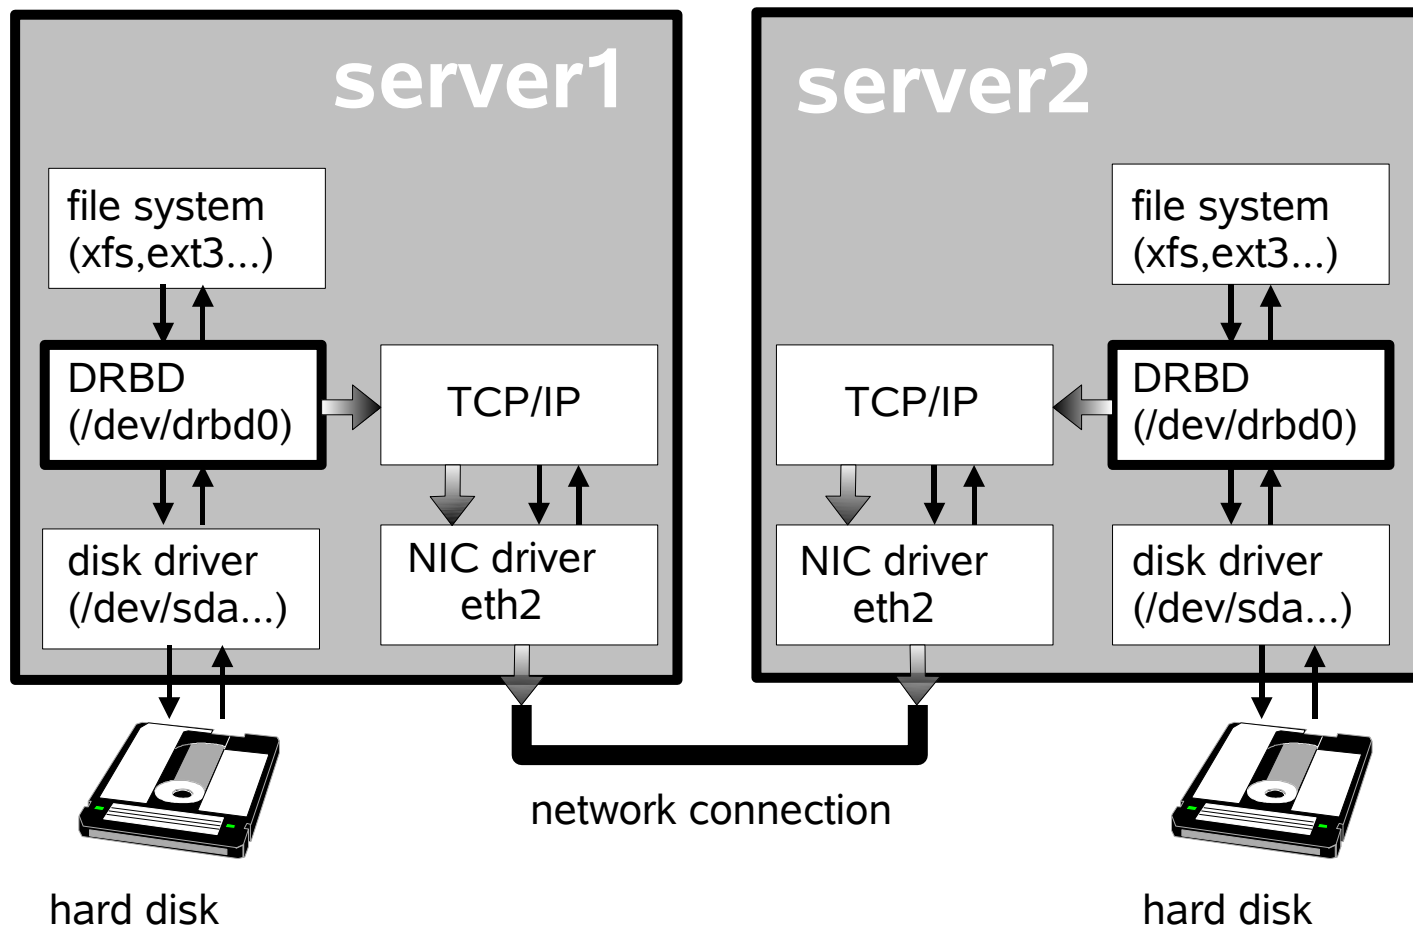 server1
file system
(xfs,ext3...)
DRBD
(/dev/drbd0)
TCP/IP
disk driver
(/dev/sda...)
NIC driver
eth2
hard disk
network connection
server2
file system
(xfs,ext3...)
TCP/IP
DRBD
(/dev/drbd0)
NIC driver
eth2
disk driver
(/dev/sda...)
hard disk